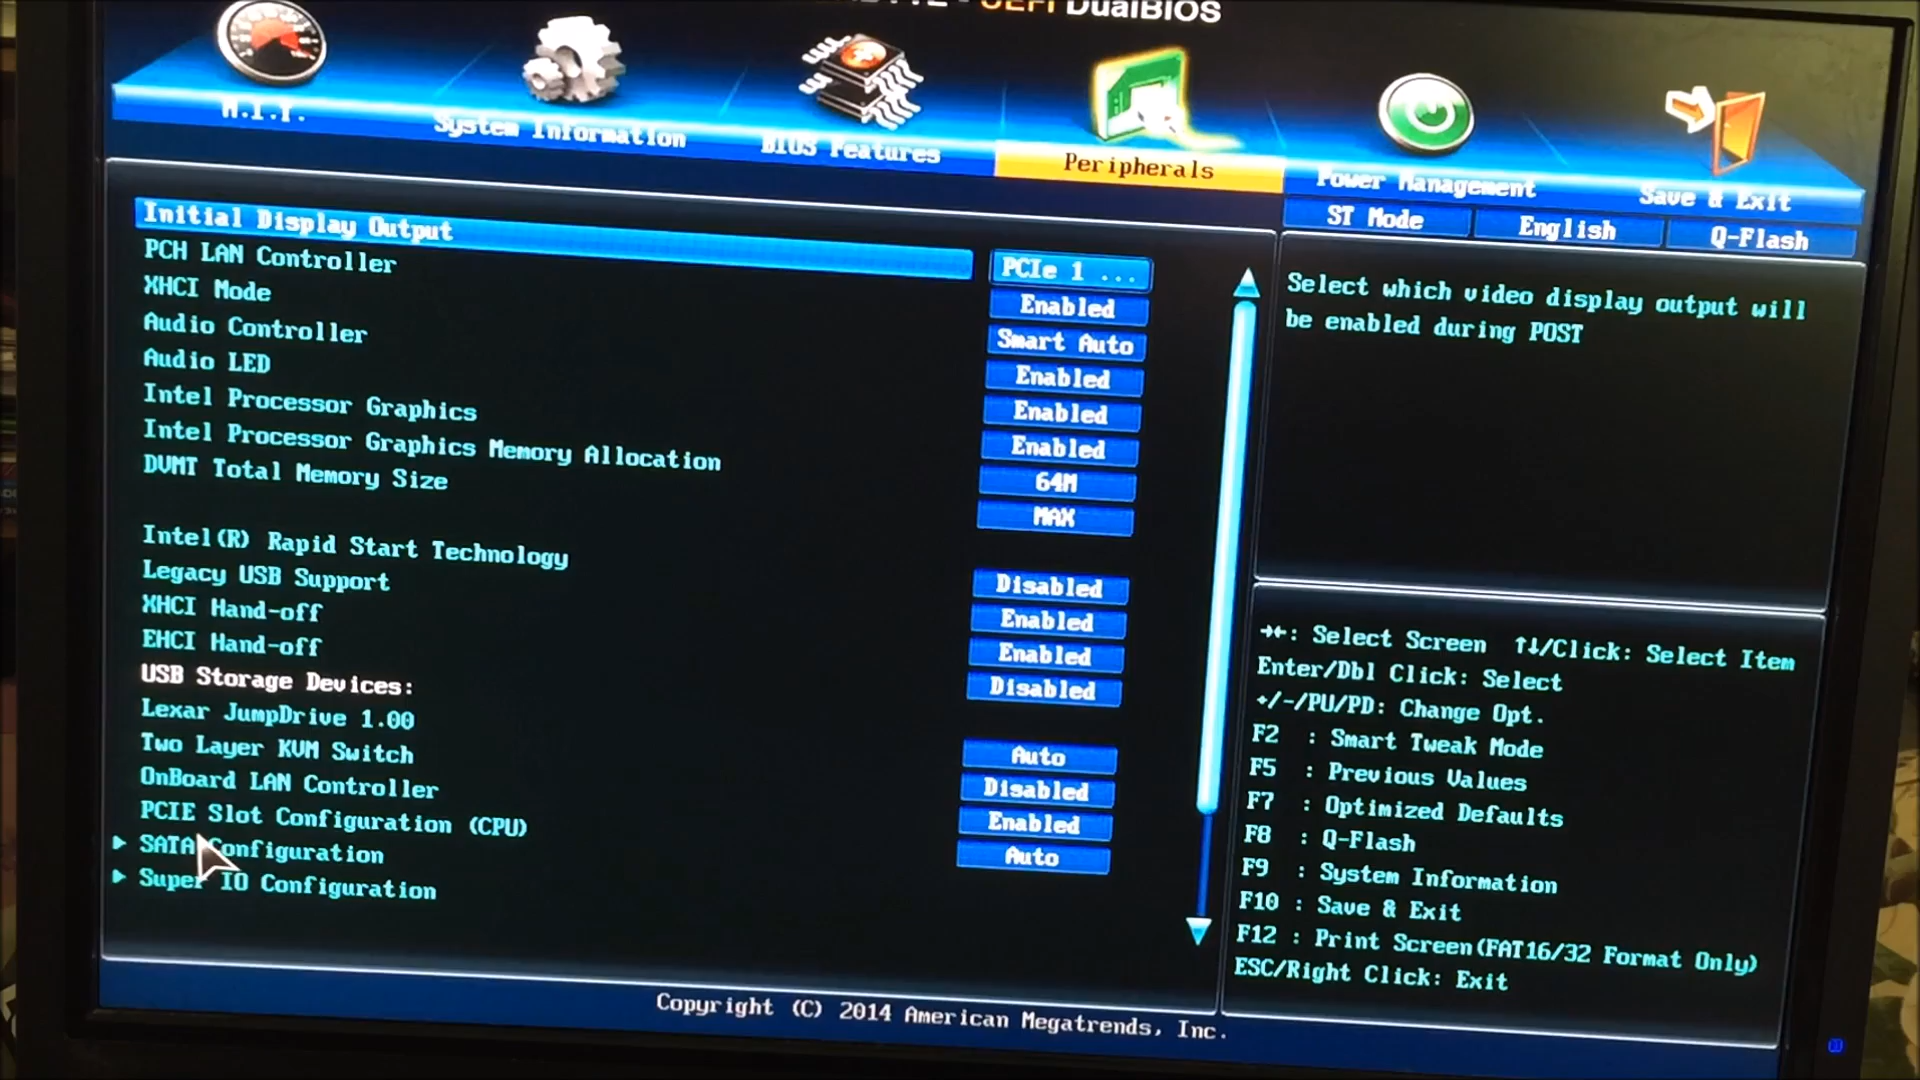 UEFI DualBIOS
M.I.T.
System Information
BIOS Features
Peripherals
Power Management
Save & Exit
ST Mode
English
Q-Flash
Initial Display Output
PCIe 1 ...
PCH LAN Controller
Enabled
XHCI Mode
Smart Auto
Audio Controller
Enabled
Audio LED
Enabled
Intel Processor Graphics
Enabled
Intel Processor Graphics Memory Allocation
64M
DVMT Total Memory Size
MAX
Intel(R) Rapid Start Technology
Disabled
Legacy USB Support
Enabled
XHCI Hand-off
Enabled
EHCI Hand-off
Disabled
USB Storage Devices:
Lexar JumpDrive 1.00
Auto
Two Layer KVM Switch
Disabled
OnBoard LAN Controller
Enabled
PCIE Slot Configuration (CPU)
Auto
SATA Configuration
Super IO Configuration
Select which video display output will
be enabled during POST
→←: Select Screen ↑↓/Click: Select Item
Enter/Dbl Click: Select
+/-/PU/PD: Change Opt.
F2 : Smart Tweak Mode
F5 : Previous Values
F7 : Optimized Defaults
F8 : Q-Flash
F9 : System Information
F10 : Save & Exit
F12 : Print Screen(FAT16/32 Format Only)
ESC/Right Click: Exit
Copyright (C) 2014 American Megatrends, Inc.